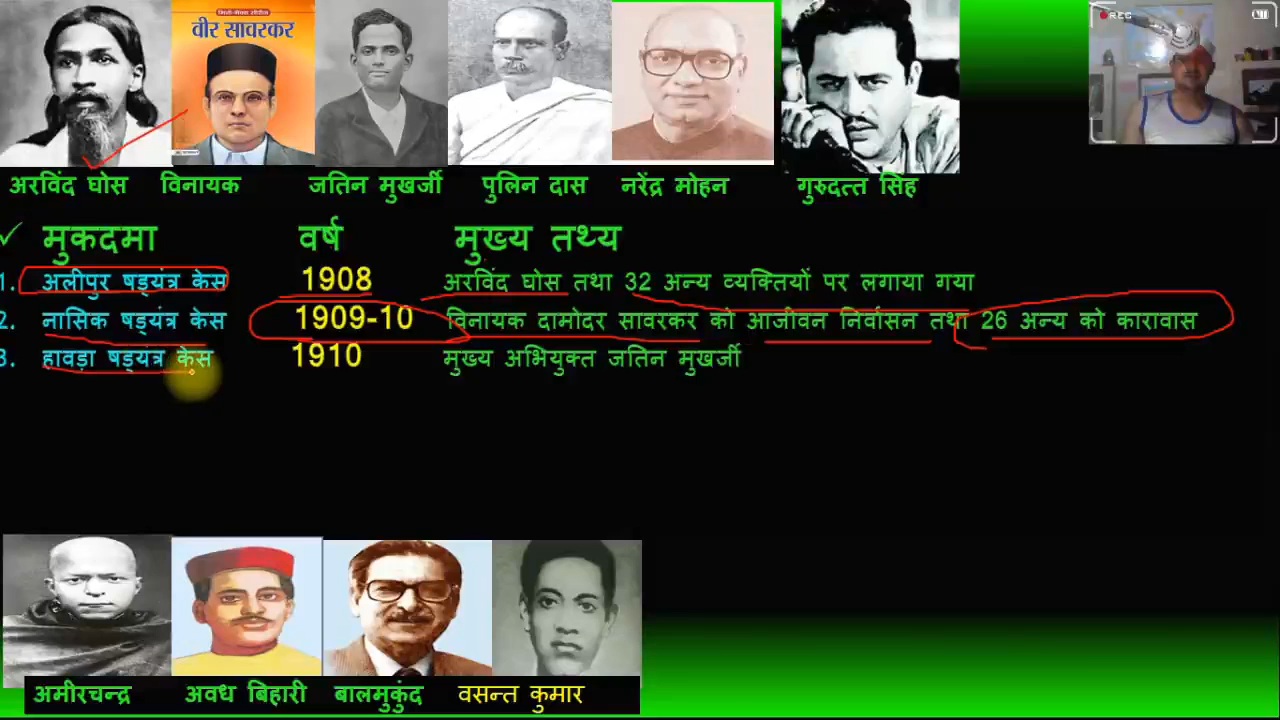 वीर सावरकर
REC
अरविंद घोस विनायक जतिन मुखर्जी पुलिन दास नरेंद्र मोहन गुरुदत्त सिंह
मुकदमा वर्ष मुख्य तथ्य
1. अलीपुर षड्यंत्र केस 1908 अरविंद घोस तथा 32 अन्य व्यक्तियों पर लगाया गया
2. नासिक षड्यंत्र केस 1909-10 विनायक दामोदर सावरकर को आजीवन निर्वासन तथा 26 अन्य को कारावास
3. हावड़ा षड्यंत्र केस 1910 मुख्य अभियुक्त जतिन मुखर्जी
अमीरचन्द्र अवध बिहारी बालमुकुंद वसन्त कुमार